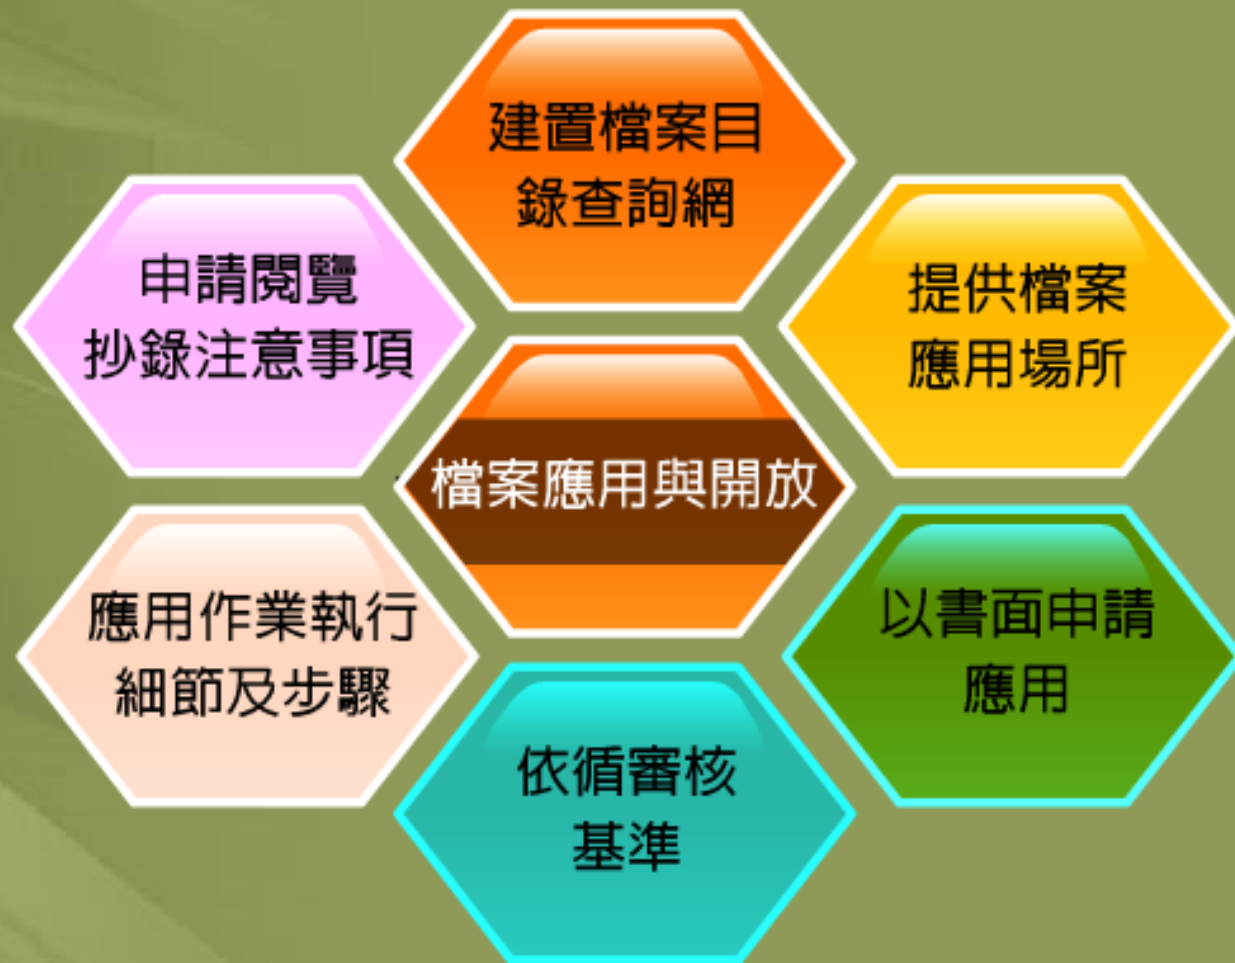 建置檔案目
錄查詢網
申請閱覽
抄錄注意事項
提供檔案
應用場所
檔案應用與開放
應用作業執行
細節及步驟
以書面申請
應用
依循審核
基準